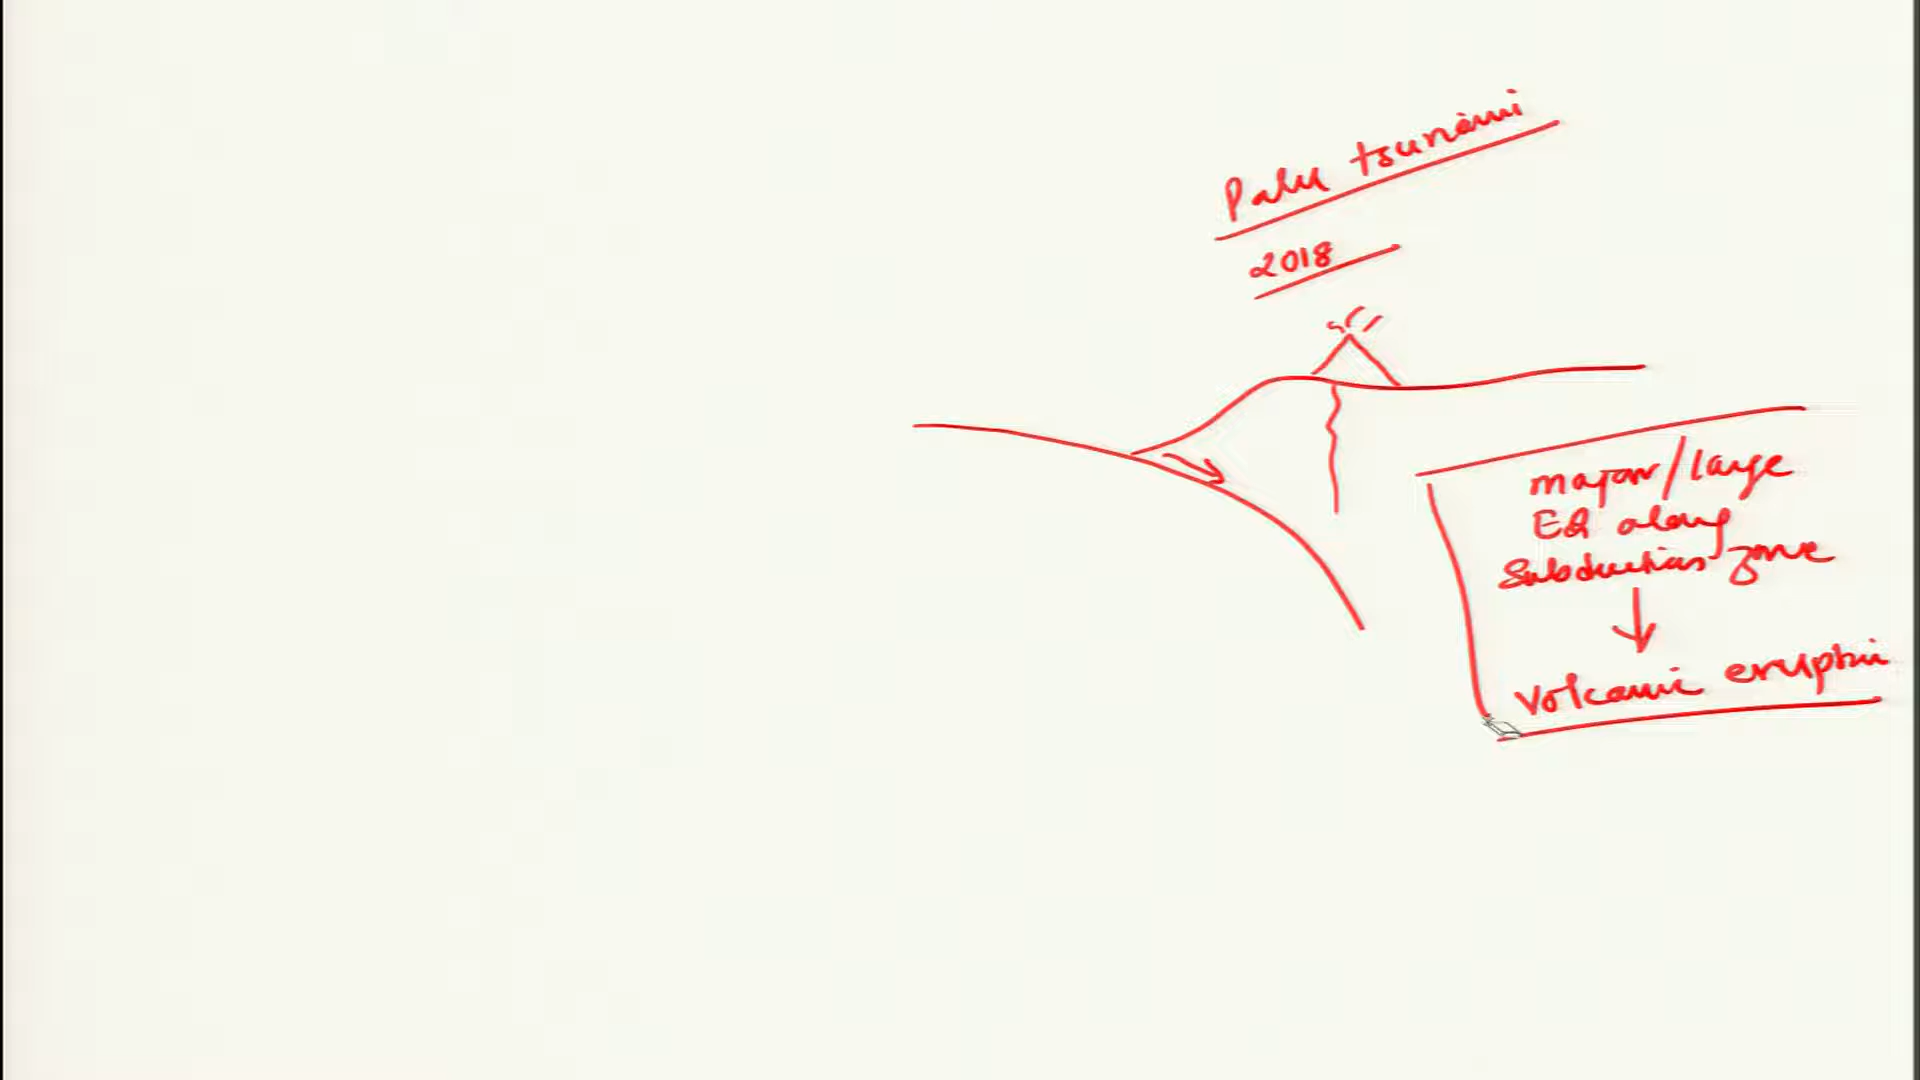 Palu tsunami
2018
major/large
EQ along
Subduction zone
Volcanic eruption